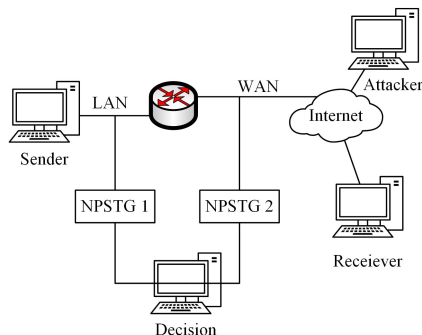 LAN
WAN
Attacker
Internet
Sender
NPSTG 1
NPSTG 2
Receiever
Decision